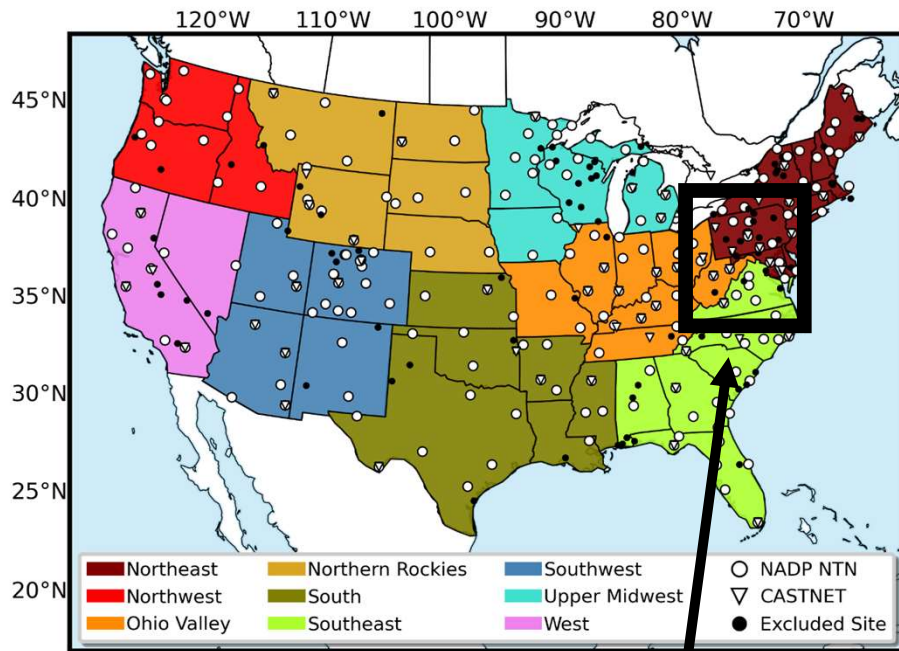 120°W 110°W 100°W 90°W 80°W 70°W
45°N
40°N
35°N
30°N
25°N
20°N
Northeast Northern Rockies Southwest NADP NTN
Northwest South Upper Midwest CASTNET
Ohio Valley Southeast West Excluded Site